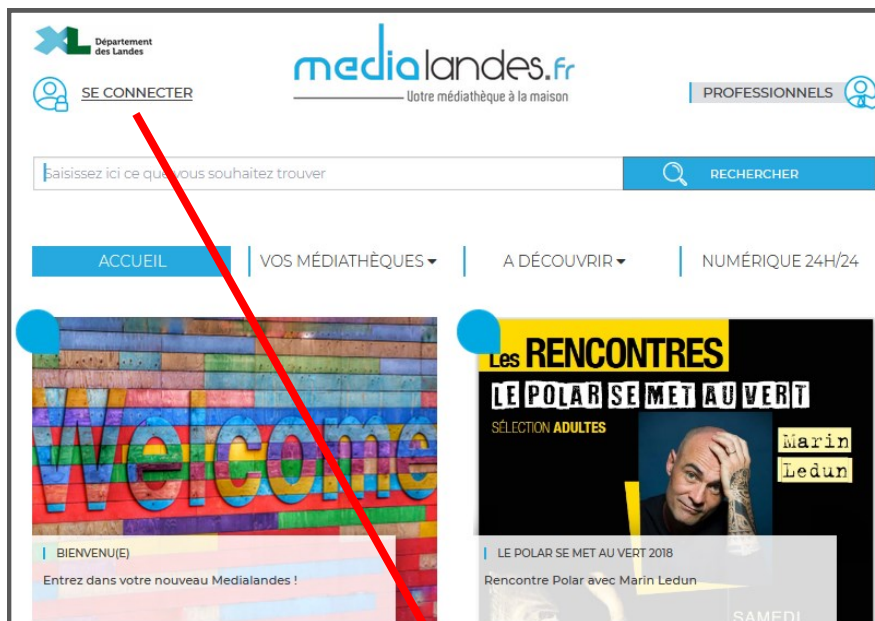 Département
des Landes
SE CONNECTER
medialandes.fr
Votre médiathèque à la maison
PROFESSIONNELS
Saisissez ici ce que vous souhaitez trouver
RECHERCHER
ACCUEIL
VOS MÉDIATHÈQUES
A DÉCOUVRIR
NUMÉRIQUE 24H/24
Welcome
BIENVENU(E)
Entrez dans votre nouveau Medialandes !
Les RENCONTRES
LE POLAR SE MET AU VERT
SÉLECTION ADULTES
Marin
Ledun
LE POLAR SE MET AU VERT 2018
Rencontre Polar avec Marin Ledun
SAMEDI